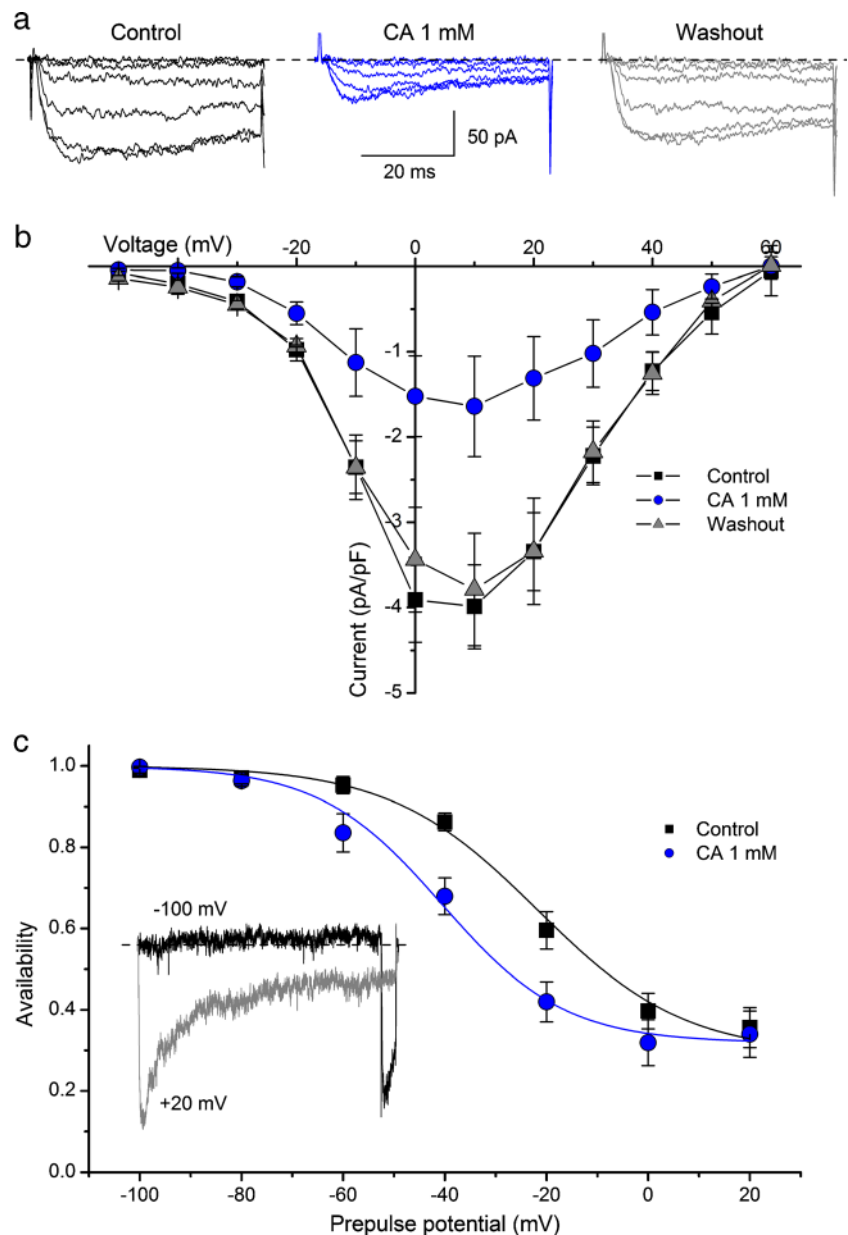 a
Control CA 1 mM Washout
50 pA
20 ms
b
Voltage (mV) -20 0 20 40 60
-1
-2
-3
-4
-5
Current (pA/pF)
Control
CA 1 mM
Washout
c
1.0
0.8
0.6
0.4
0.2
0.0
Availability
Control
CA 1 mM
-100 mV
+20 mV
-100 -80 -60 -40 -20 0 20
Prepulse potential (mV)